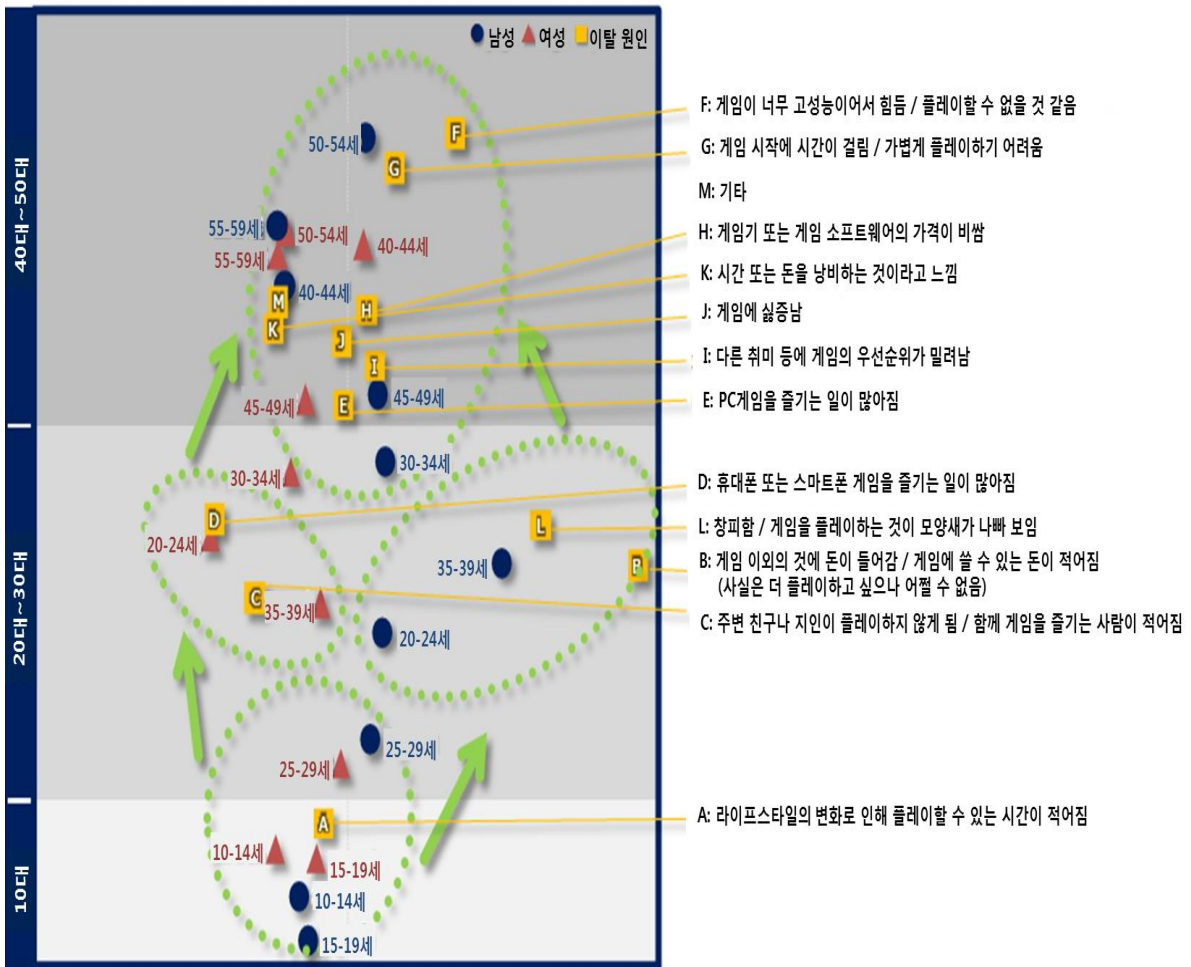 남성 여성 이탈 원인
40대~50대
20대~30대
10대
50-54세
F
G
55-59세
50-54세
40-44세
55-59세
40-44세
M
H
K
J
I
45-49세
E
45-49세
30-34세
30-34세
D
20-24세
L
35-39세
B
C
35-39세
20-24세
25-29세
25-29세
A
10-14세
15-19세
10-14세
15-19세
F: 게임이 너무 고성능이어서 힘듬 / 플레이할 수 없을 것 같음
G: 게임 시작에 시간이 걸림 / 가볍게 플레이하기 어려움
M: 기타
H: 게임기 또는 게임 소프트웨어의 가격이 비쌈
K: 시간 또는 돈을 낭비하는 것이라고 느낌
J: 게임에 싫증남
I: 다른 취미 등에 게임의 우선순위가 밀려남
E: PC게임을 즐기는 일이 많아짐
D: 휴대폰 또는 스마트폰 게임을 즐기는 일이 많아짐
L: 창피함 / 게임을 플레이하는 것이 모양새가 나빠 보임
B: 게임 이외의 것에 돈이 들어감 / 게임에 쓸 수 있는 돈이 적어짐
(사실은 더 플레이하고 싶으나 어쩔 수 없음)
C: 주변 친구나 지인이 플레이하지 않게 됨 / 함께 게임을 즐기는 사람이 적어짐
A: 라이프스타일의 변화로 인해 플레이할 수 있는 시간이 적어짐